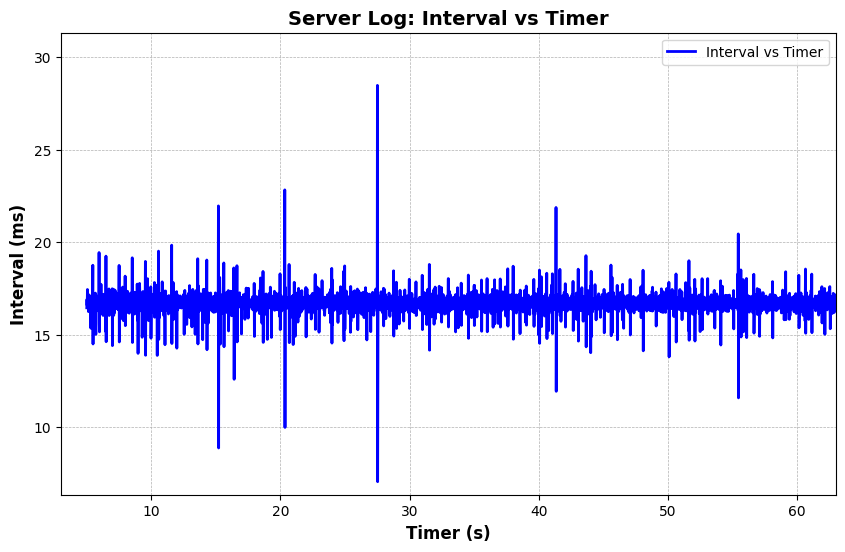 Server Log: Interval vs Timer
Interval vs Timer
30
25
20
15
10
Interval (ms)
10 20 30 40 50 60
Timer (s)